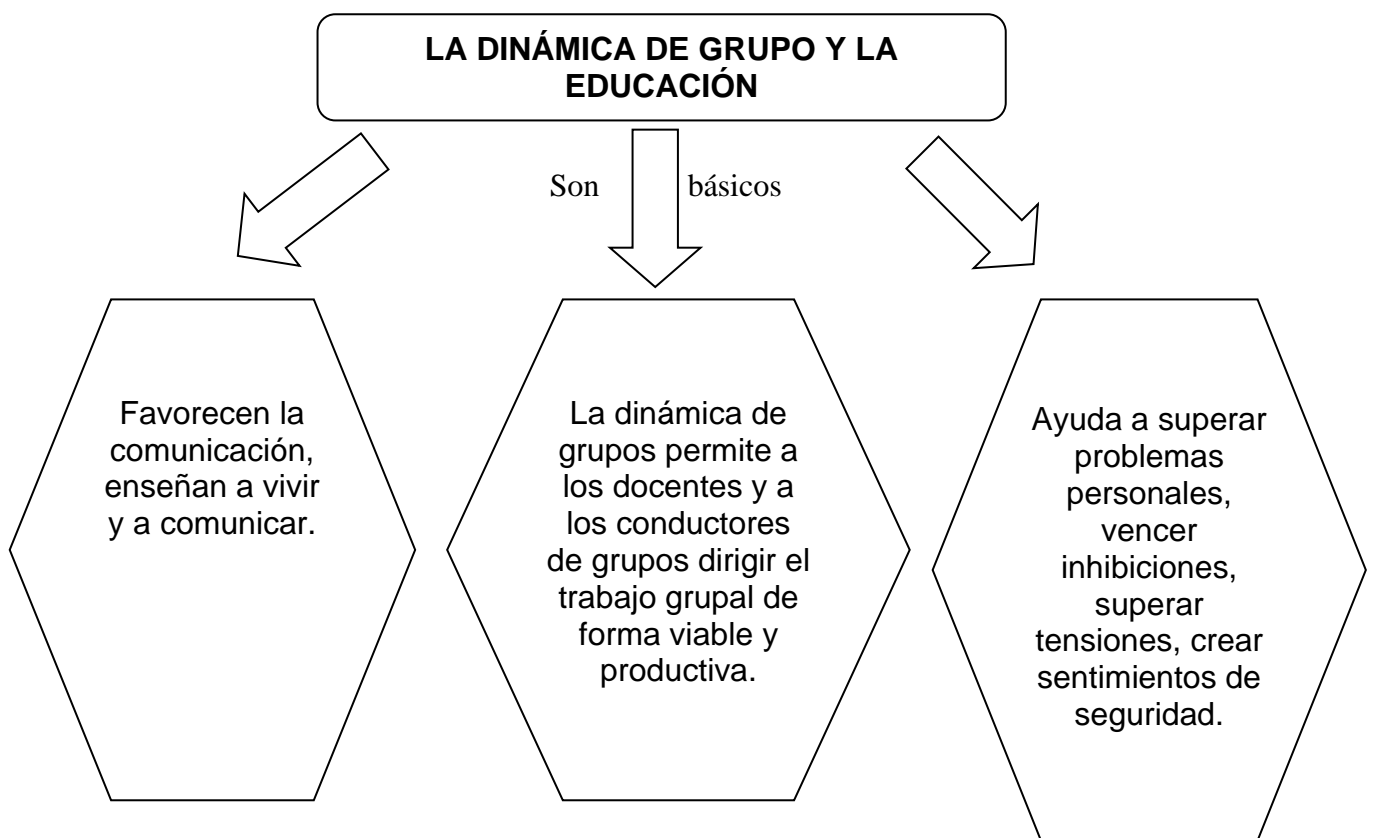 LA DINÁMICA DE GRUPO Y LA
EDUCACIÓN
Son básicos
Favorecen la
comunicación,
enseñan a vivir
y a comunicar.
La dinámica de
grupos permite a
los docentes y a
los conductores
de grupos dirigir el
trabajo grupal de
forma viable y
productiva.
Ayuda a superar
problemas
personales,
vencer
inhibiciones,
superar
tensiones, crear
sentimientos de
seguridad.